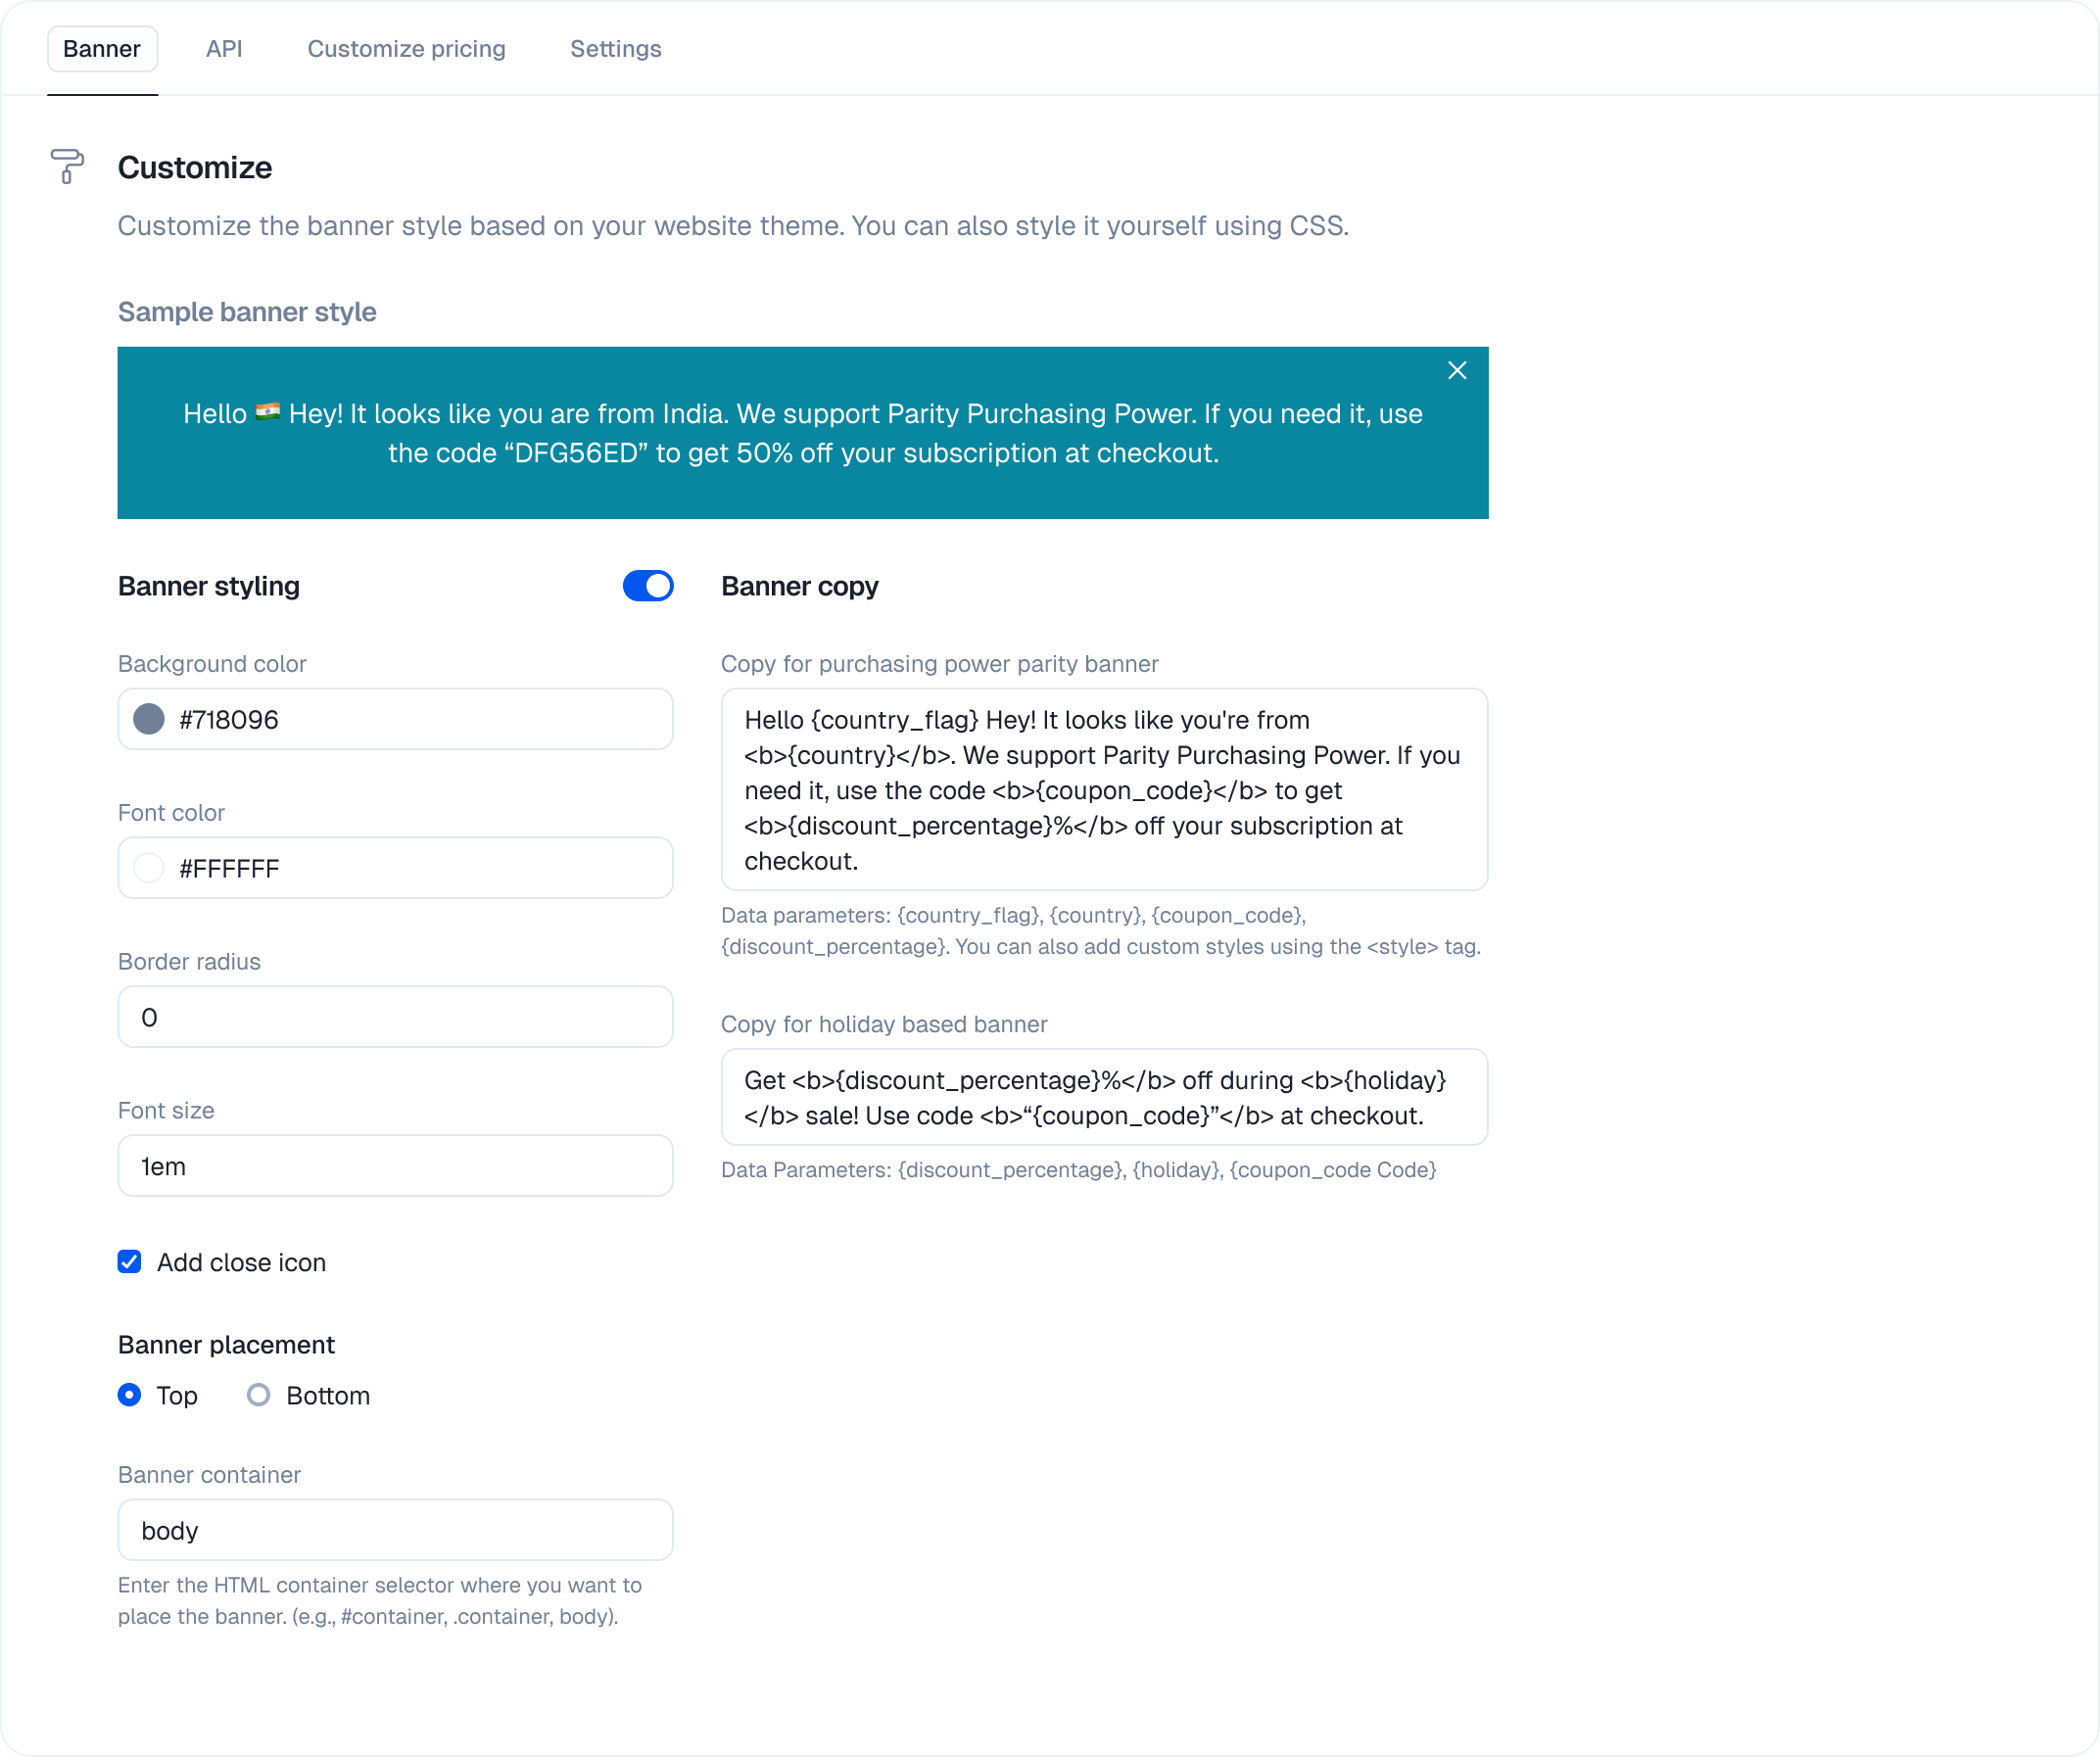 Banner
API
Customize pricing
Settings
Customize
Customize the banner style based on your website theme. You can also style it yourself using CSS.
Sample banner style
Hello 🇮🇳 Hey! It looks like you are from India. We support Parity Purchasing Power. If you need it, use
the code “DFG56ED” to get 50% off your subscription at checkout.
Banner styling
Background color
#718096
Font color
#FFFFFF
Border radius
0
Font size
1em
Add close icon
Banner placement
Top
Bottom
Banner container
body
Enter the HTML container selector where you want to
place the banner. (e.g., #container, .container, body).
Banner copy
Copy for purchasing power parity banner
Hello {country_flag} Hey! It looks like you're from
<b>{country}</b>. We support Parity Purchasing Power. If you
need it, use the code <b>{coupon_code}</b> to get
<b>{discount_percentage}%</b> off your subscription at
checkout.
Data parameters: {country_flag}, {country}, {coupon_code},
{discount_percentage}. You can also add custom styles using the <style> tag.
Copy for holiday based banner
Get <b>{discount_percentage}%</b> off during <b>{holiday}
</b> sale! Use code <b>“{coupon_code}”</b> at checkout.
Data Parameters: {discount_percentage}, {holiday}, {coupon_code Code}